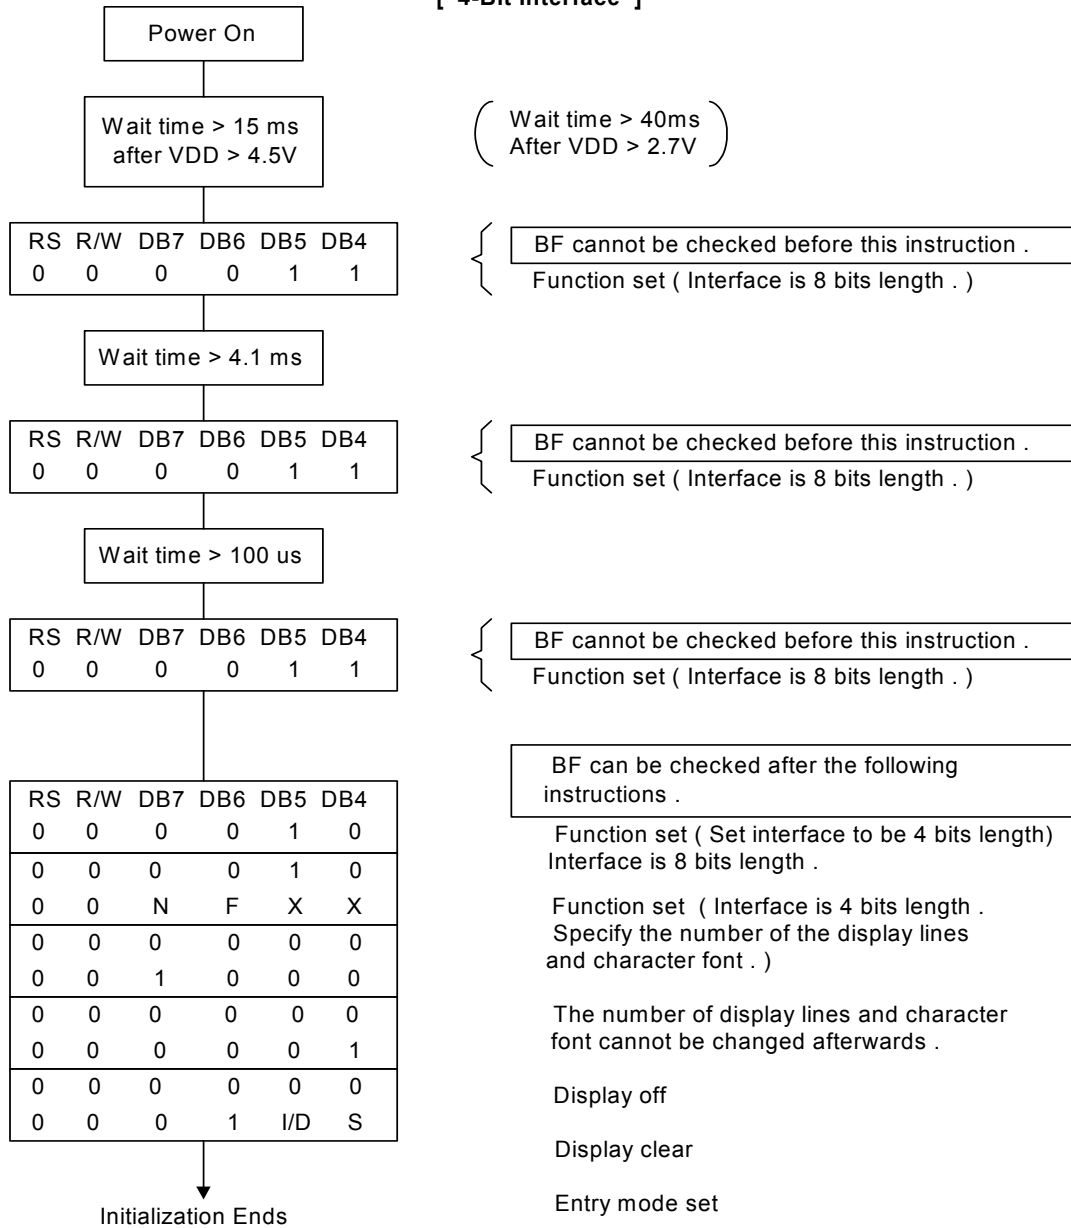 [ 4-Bit Interface ]
Power On
Wait time > 15 ms
after VDD > 4.5V
Wait time > 40ms
After VDD > 2.7V
RS R/W DB7 DB6 DB5 DB4
0 0 0 0 1 1
BF cannot be checked before this instruction .
Function set ( Interface is 8 bits length . )
Wait time > 4.1 ms
RS R/W DB7 DB6 DB5 DB4
0 0 0 0 1 1
BF cannot be checked before this instruction .
Function set ( Interface is 8 bits length . )
Wait time > 100 us
RS R/W DB7 DB6 DB5 DB4
0 0 0 0 1 1
BF cannot be checked before this instruction .
Function set ( Interface is 8 bits length . )
RS R/W DB7 DB6 DB5 DB4
0 0 0 0 1 0
0 0 0 0 1 0
0 0 N F X X
0 0 0 0 0 0
0 0 1 0 0 0
0 0 0 0 0 0
0 0 0 0 0 1
0 0 0 0 0 0
0 0 0 1 I/D S
BF can be checked after the following
instructions .
Function set ( Set interface to be 4 bits length)
Interface is 8 bits length .
Function set ( Interface is 4 bits length .
Specify the number of the display lines
and character font . )
The number of display lines and character
font cannot be changed afterwards .
Display off
Display clear
Entry mode set
Initialization Ends